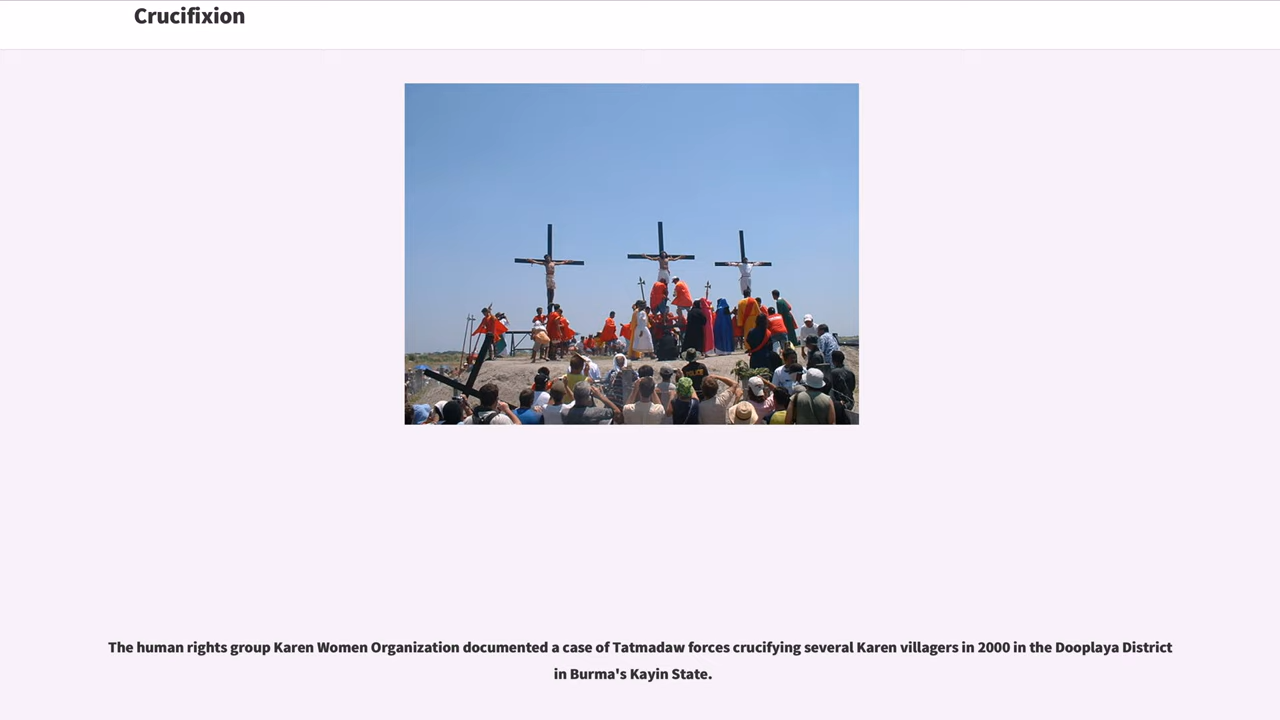 Crucifixion
POLICE
The human rights group Karen Women Organization documented a case of Tatmadaw forces crucifying several Karen villagers in 2000 in the Dooplaya District
in Burma's Kayin State.